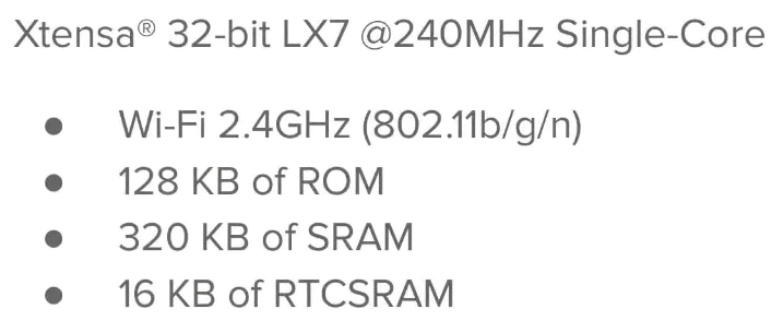 Xtensa® 32-bit LX7 @240MHz Single-Core
● Wi-Fi 2.4GHz (802.11b/g/n)
● 128 KB of ROM
● 320 KB of SRAM
● 16 KB of RTCSRAM